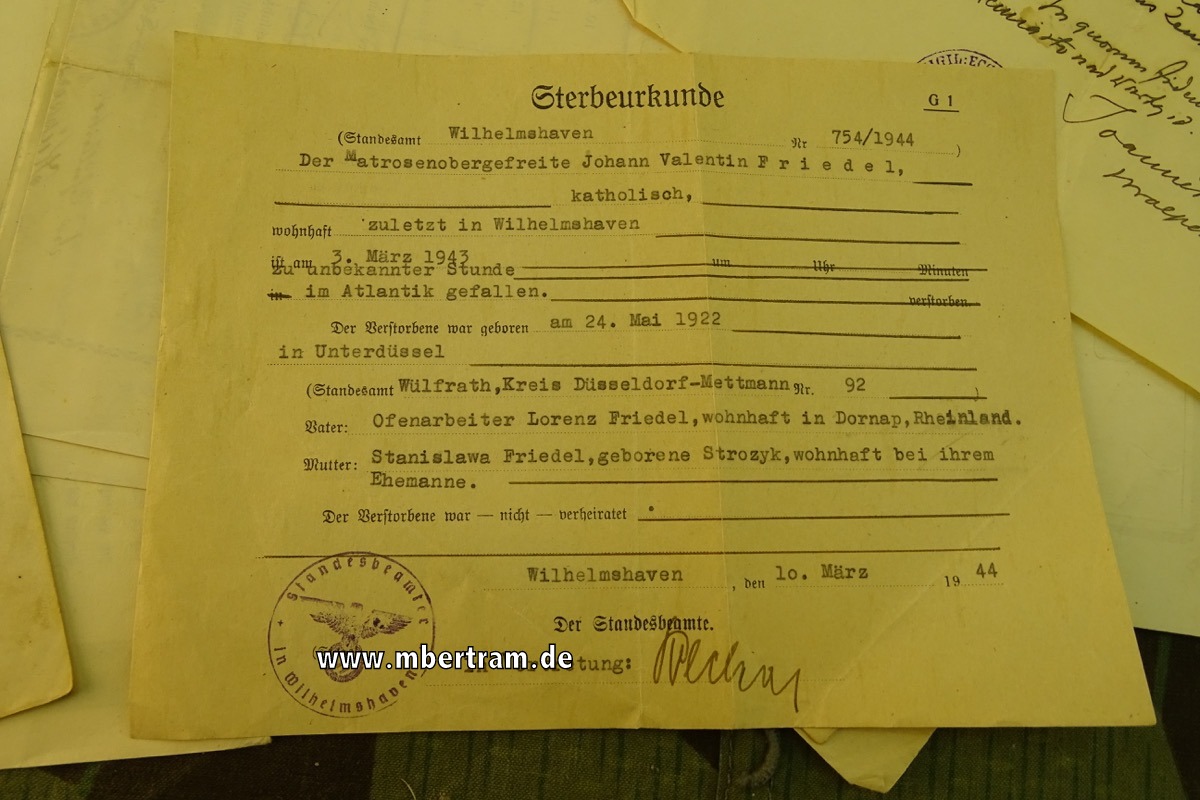 Sterbeurkunde
G 1
(Standesamt Wilhelmshaven Nr 754/1944 )
Der Matrosenobergefreite Johann Valentin F r i e d e l,
katholisch,
wohnhaft zuletzt in Wilhelmshaven
ist am 3. März 1943 um Uhr Minuten
zu unbekannter Stunde
in im Atlantik gefallen. verstorben.
Der Verstorbene war geboren am 24. Mai 1922
in Unterdüssel
(Standesamt Wülfrath,Kreis Düsseldorf-Mettmann Nr. 92 )
Vater: Ofenarbeiter Lorenz Friedel,wohnhaft in Dornap,Rheinland.
Mutter: Stanislawa Friedel,geborene Strozyk,wohnhaft bei ihrem
Ehemanne.
Der Verstorbene war — nicht — verheiratet
Wilhelmshaven , den 10. März 19 44
Der Standesbeamte.
Standesbeamter
in Wilhelmshaven
www.mbertram.de